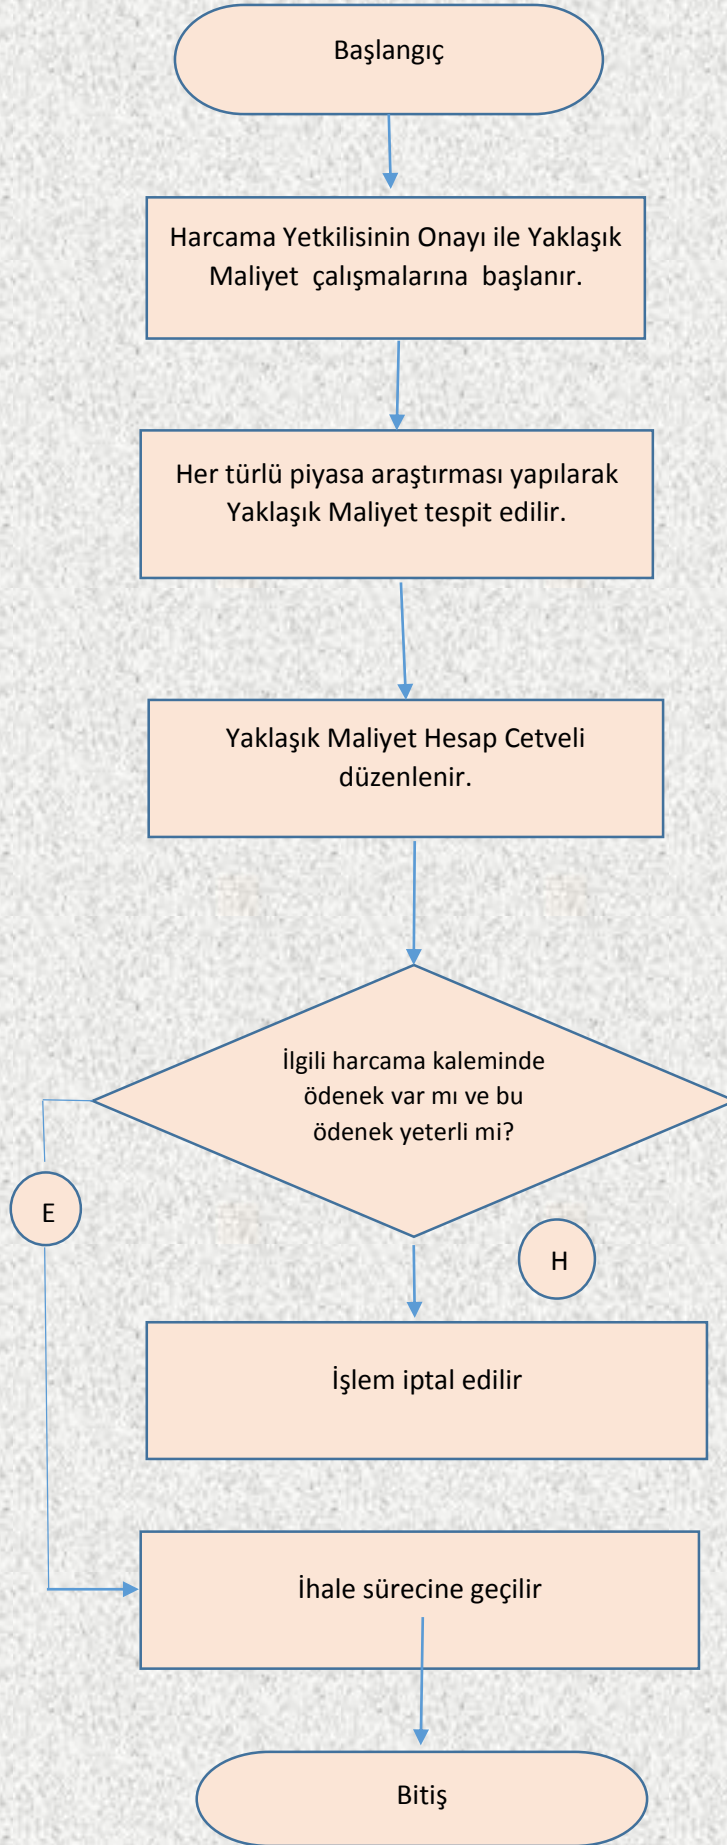 Başlangıç
Harcama Yetkilisinin Onayı ile Yaklaşık
Maliyet çalışmalarına başlanır.
Her türlü piyasa araştırması yapılarak
Yaklaşık Maliyet tespit edilir.
Yaklaşık Maliyet Hesap Cetveli
düzenlenir.
İlgili harcama kaleminde
ödenek var mı ve bu
ödenek yeterli mi?
E
H
İşlem iptal edilir
İhale sürecine geçilir
Bitiş